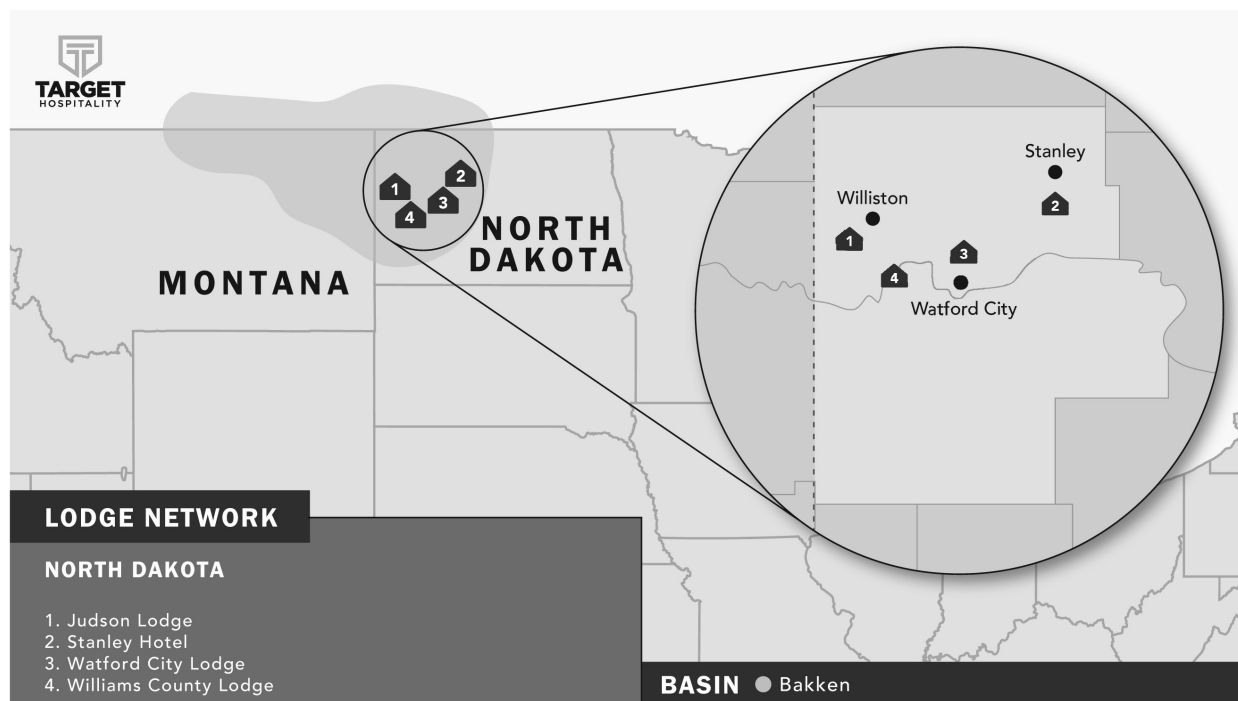 TARGET
HOSPITALITY
MONTANA
NORTH
DAKOTA
1
2
3
4
Stanley
2
Williston
1
3
4
Watford City
LODGE NETWORK
NORTH DAKOTA
1. Judson Lodge
2. Stanley Hotel
3. Watford City Lodge
4. Williams County Lodge
BASIN Bakken